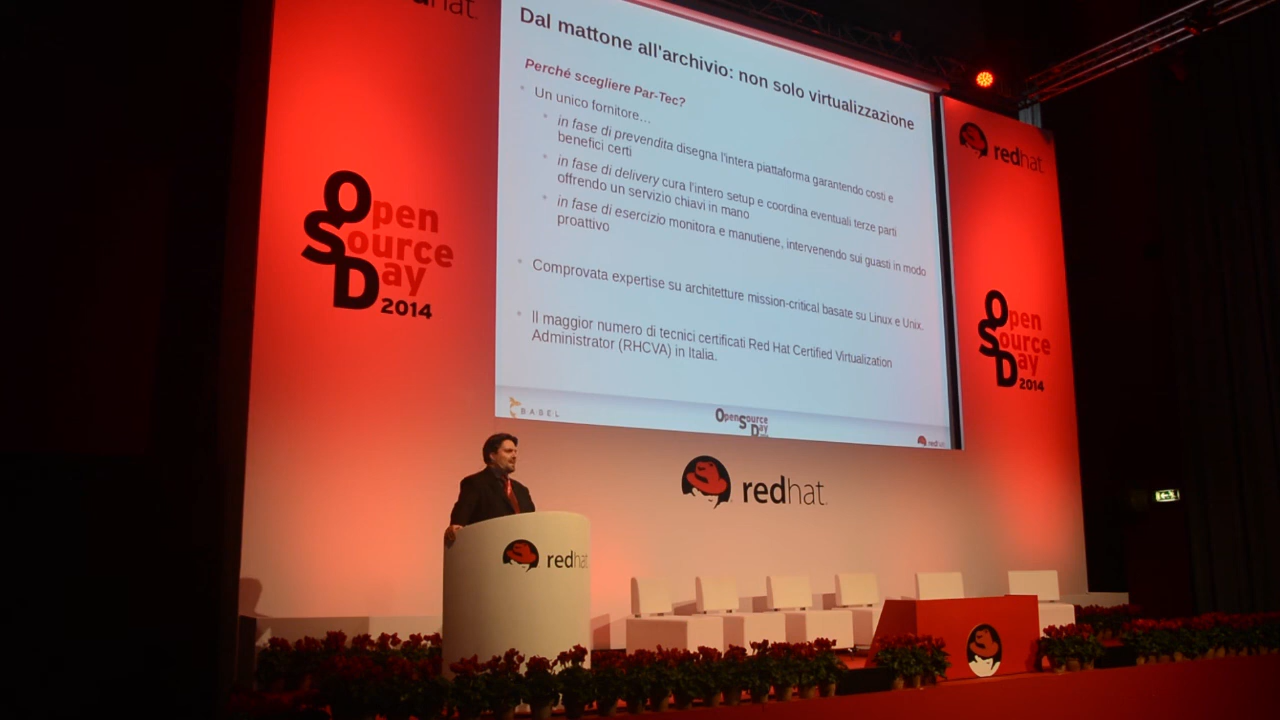 redhat.
Dal mattone all'archivio: non solo virtualizzazione
Perché scegliere Par-Tec?
Un unico fornitore…
in fase di prevendita disegna l'intera piattaforma garantendo costi e
benefici certi
in fase di delivery cura l'intero setup e coordina eventuali terze parti
offrendo un servizio chiavi in mano
in fase di esercizio monitora e manutiene, intervenendo sui guasti in modo
proattivo
Comprovata expertise su architetture mission-critical basate su Linux e Unix.
Il maggior numero di tecnici certificati Red Hat Certified Virtualization
Administrator (RHCVA) in Italia.
BABEL
OpenSource
Day
redhat
Open
Source
Day
2014
redhat
Open
Source
Day
2014
redhat.
redhat